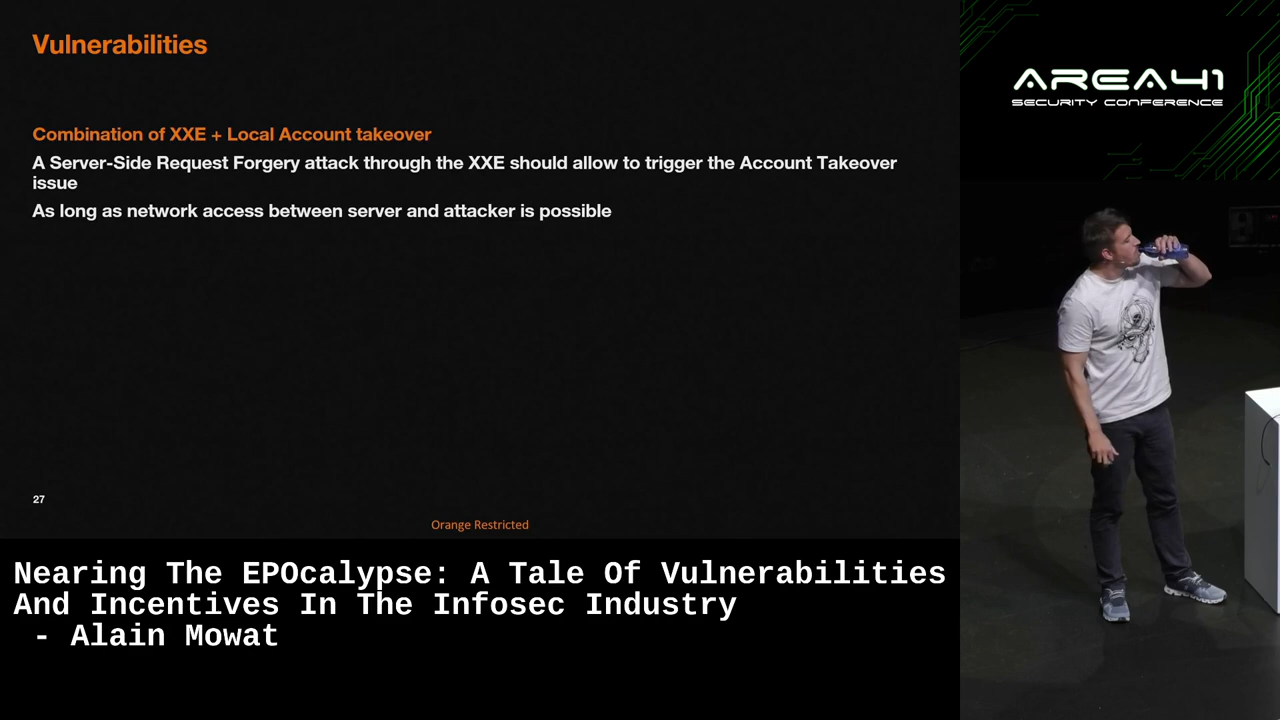 Vulnerabilities
Combination of XXE + Local Account takeover
A Server-Side Request Forgery attack through the XXE should allow to trigger the Account Takeover
issue
As long as network access between server and attacker is possible
27
Orange Restricted
AREA41
SECURITY CONFERENCE
Nearing The EPOcalypse: A Tale Of Vulnerabilities
And Incentives In The Infosec Industry
- Alain Mowat